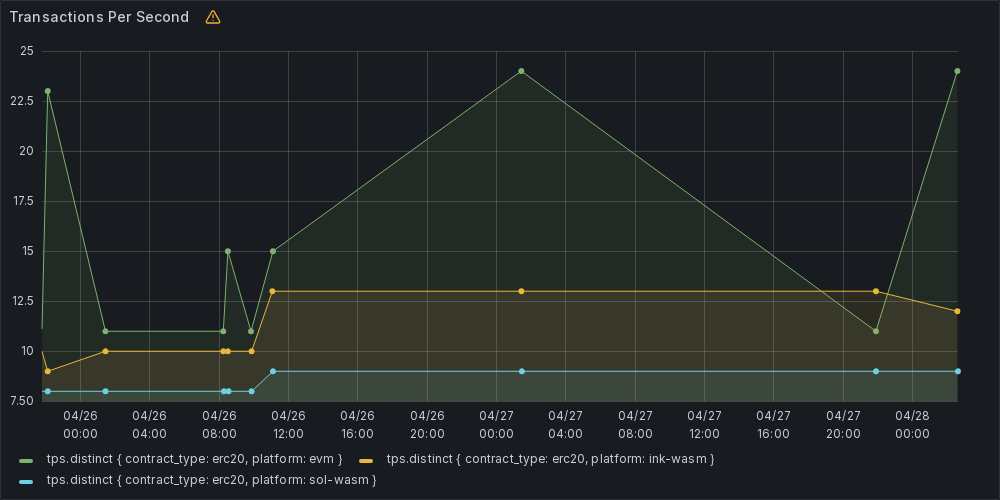 Transactions Per Second
25
22.5
20
17.5
15
12.5
10
7.50
04/26 04/26 04/26 04/26 04/26 04/26 04/27 04/27 04/27 04/27 04/27 04/27 04/28
00:00 04:00 08:00 12:00 16:00 20:00 00:00 04:00 08:00 12:00 16:00 20:00 00:00
tps.distinct { contract_type: erc20, platform: evm } tps.distinct { contract_type: erc20, platform: ink-wasm }
tps.distinct { contract_type: erc20, platform: sol-wasm }